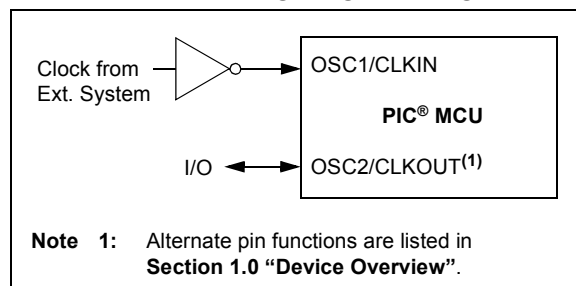 Clock from
Ext. System
OSC1/CLKIN
PIC® MCU
I/O
OSC2/CLKOUT(1)
Note 1: Alternate pin functions are listed in
Section 1.0 “Device Overview”.